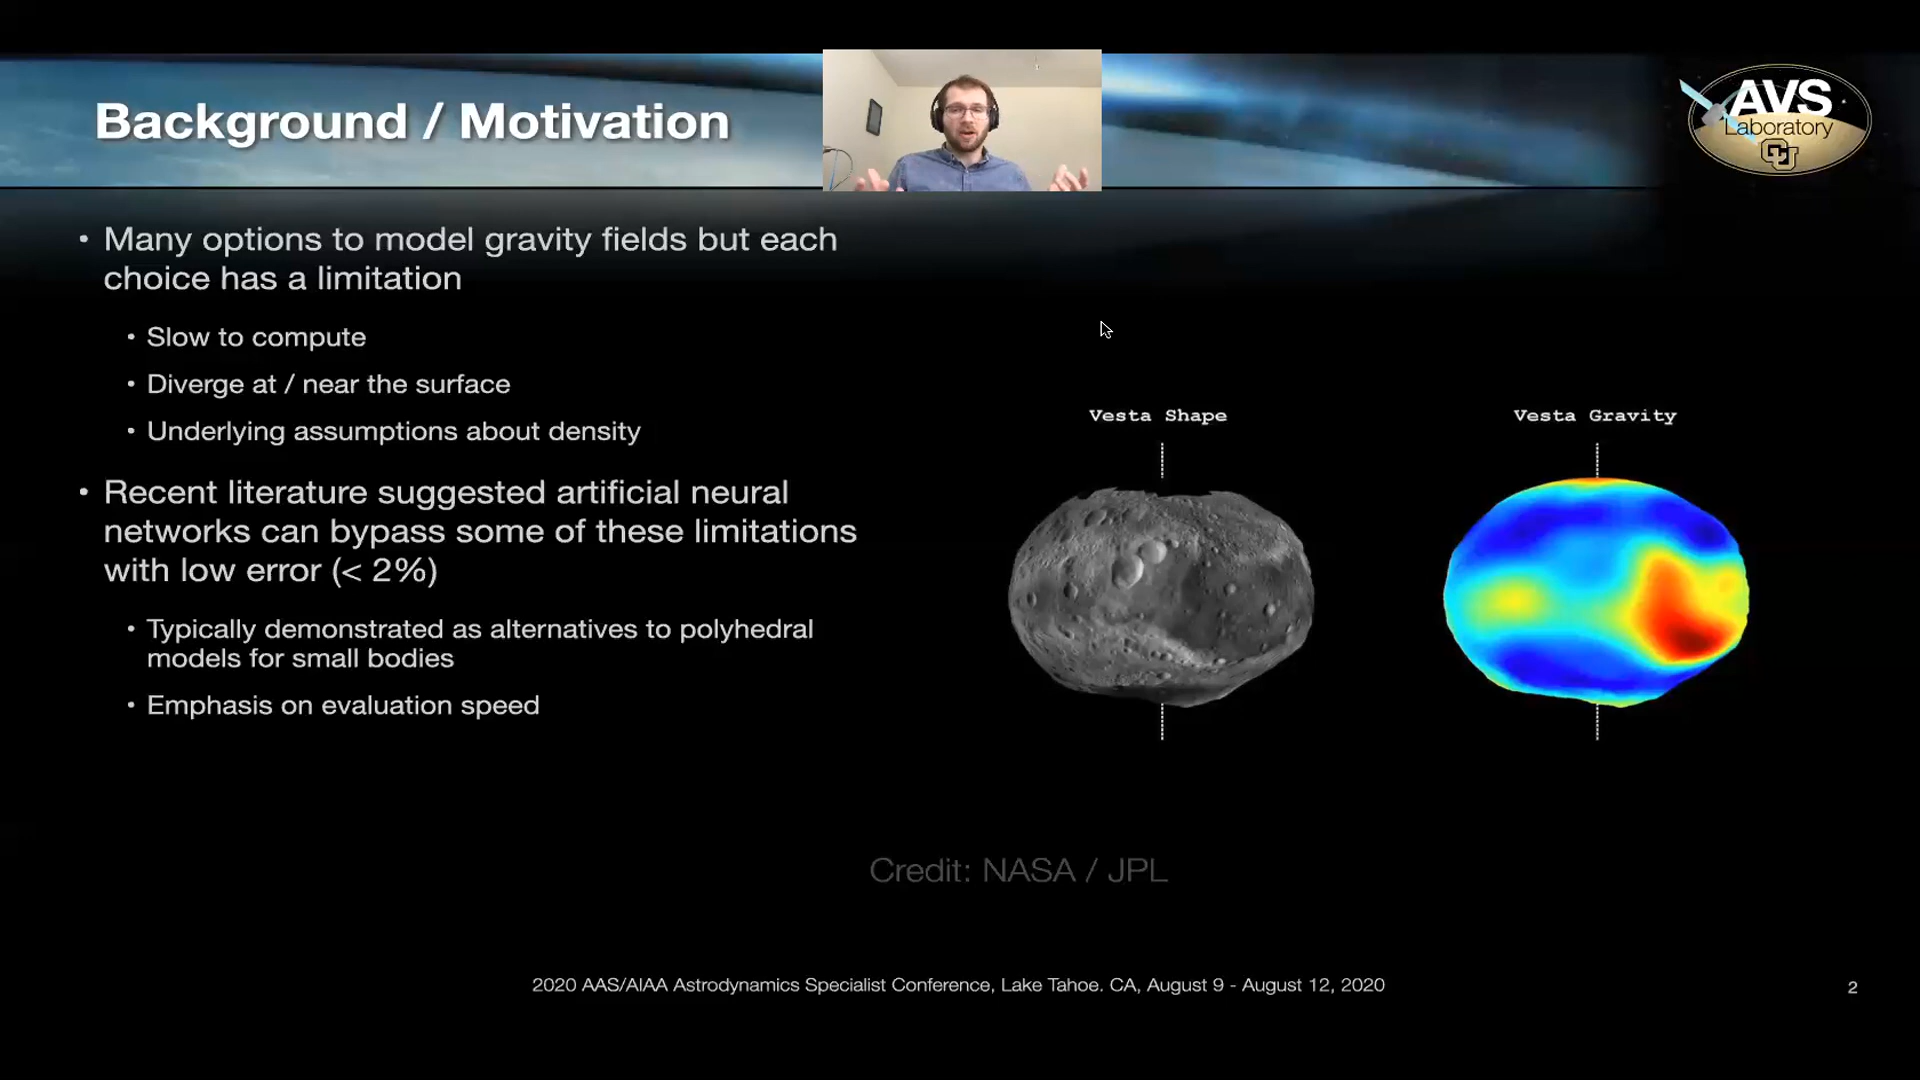 Background / Motivation
AVS
Laboratory
CU
• Many options to model gravity fields but each
choice has a limitation
• Slow to compute
• Diverge at / near the surface
• Underlying assumptions about density
• Recent literature suggested artificial neural
networks can bypass some of these limitations
with low error (< 2%)
• Typically demonstrated as alternatives to polyhedral
models for small bodies
• Emphasis on evaluation speed
Vesta Shape
Vesta Gravity
Credit: NASA / JPL
2020 AAS/AIAA Astrodynamics Specialist Conference, Lake Tahoe. CA, August 9 - August 12, 2020
2